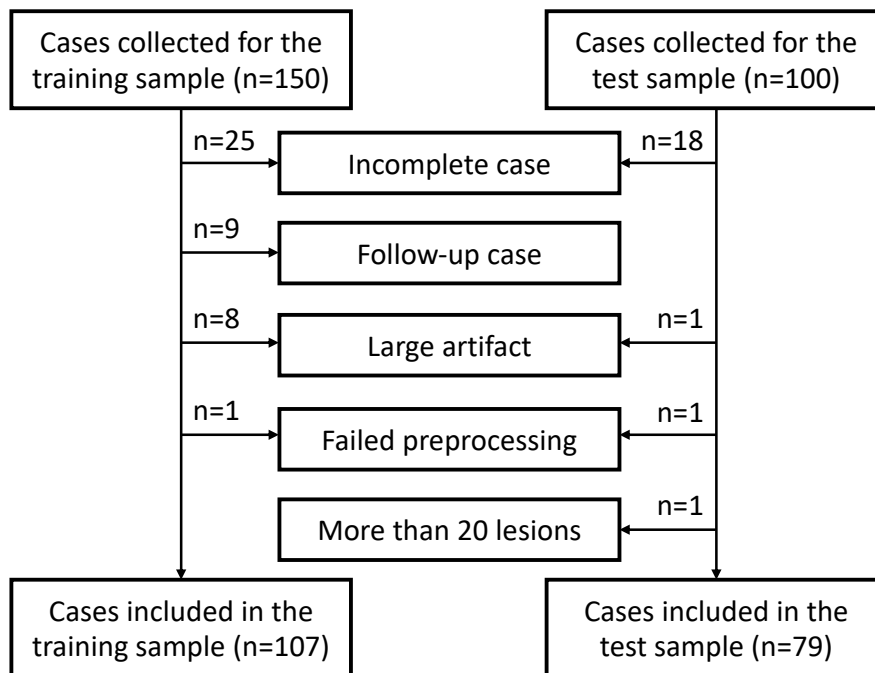 Cases collected for the
training sample (n=150)
Cases collected for the
test sample (n=100)
n=25
Incomplete case
n=18
n=9
Follow-up case
n=8
Large artifact
n=1
n=1
Failed preprocessing
n=1
More than 20 lesions
n=1
Cases included in the
training sample (n=107)
Cases included in the
test sample (n=79)